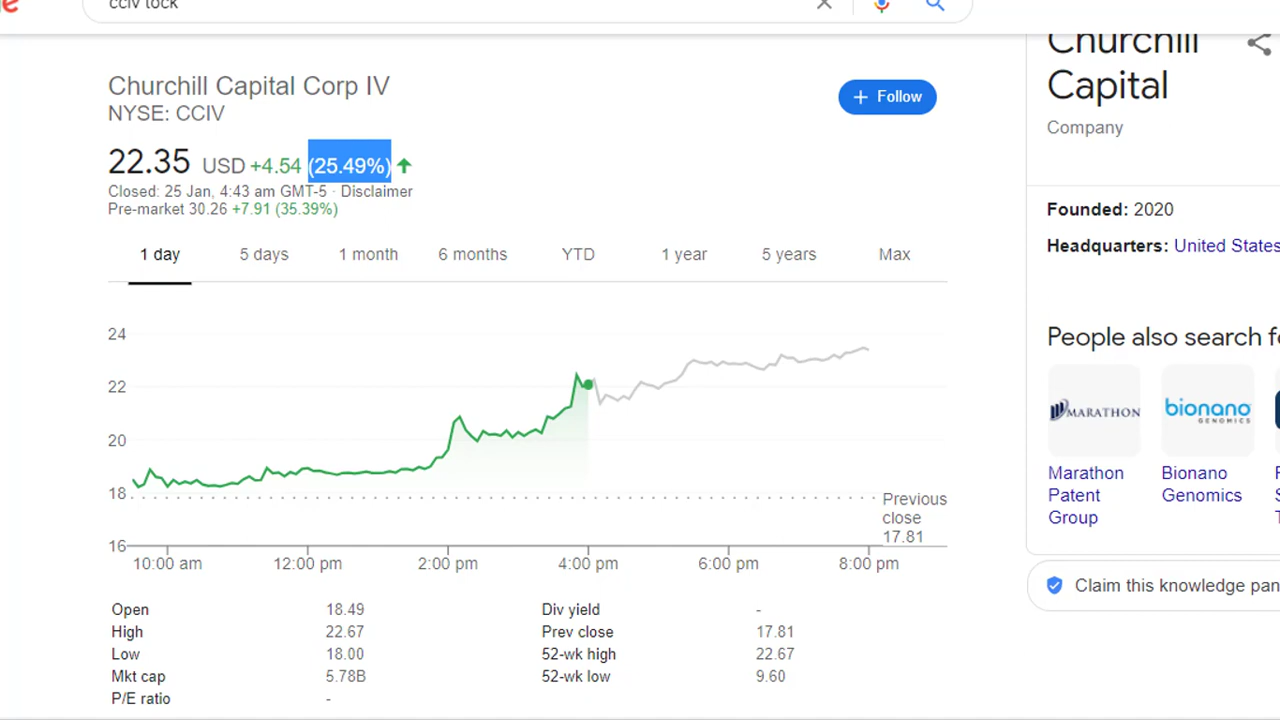 cciv tock
Churchill Capital Corp IV
NYSE: CCIV
+ Follow
22.35 USD +4.54 (25.49%)
Closed: 25 Jan, 4:43 am GMT-5 · Disclaimer
Pre-market 30.26 +7.91 (35.39%)
1 day 5 days 1 month 6 months YTD 1 year 5 years Max
24
22
20
18
16
Previous
close
17.81
10:00 am 12:00 pm 2:00 pm 4:00 pm 6:00 pm 8:00 pm
Open 18.49 Div yield -
High 22.67 Prev close 17.81
Low 18.00 52-wk high 22.67
Mkt cap 5.78B 52-wk low 9.60
P/E ratio -
Churchill
Capital
Company
Founded: 2020
Headquarters: United States
People also search fo
MARATHON
bionano
GENOMICS
Marathon
Patent
Group
Bionano
Genomics
Claim this knowledge pan